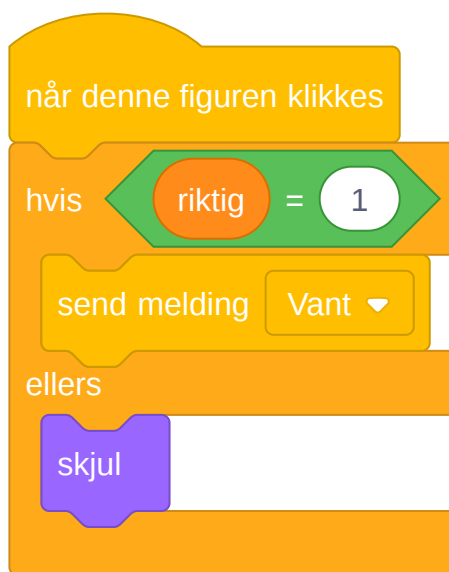 når denne figuren klikkes
hvis riktig = 1
send melding Vant
ellers
skjul